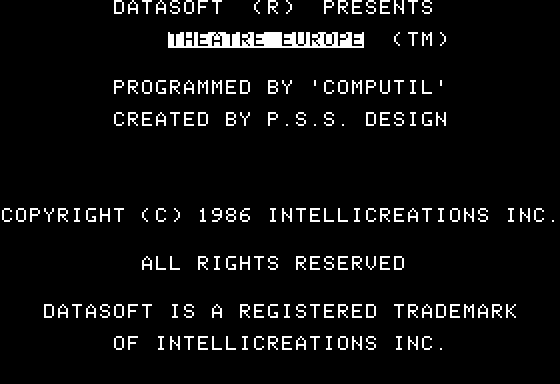 DATASOFT (R) PRESENTS
THEATRE EUROPE (TM)
PROGRAMMED BY 'COMPUTIL'
CREATED BY P.S.S. DESIGN
COPYRIGHT (C) 1986 INTELLICREATIONS INC.
ALL RIGHTS RESERVED
DATASOFT IS A REGISTERED TRADEMARK
OF INTELLICREATIONS INC.